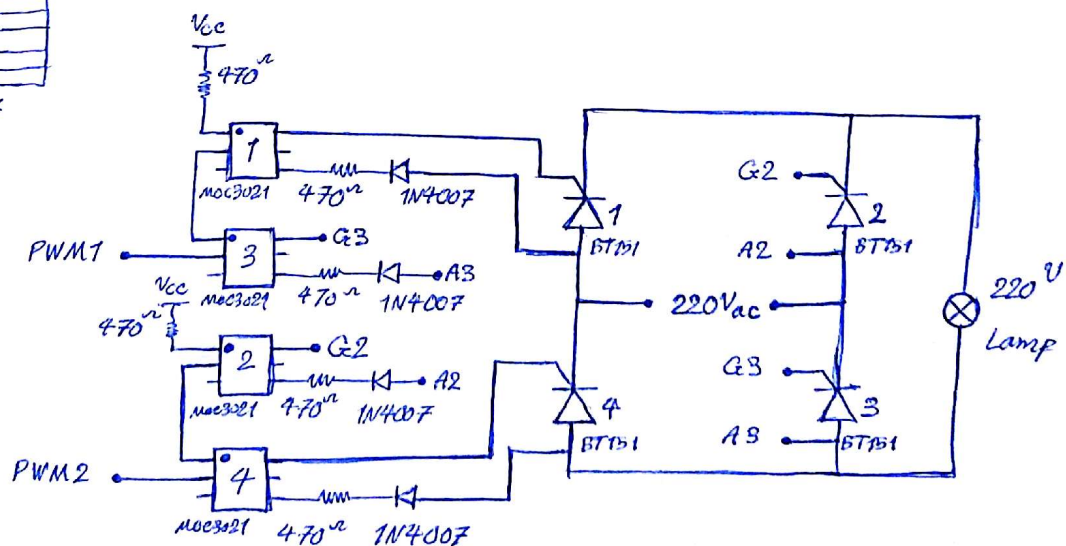 Vcc
470Ω
1
MOC3021
470Ω
1N4007
1
BT151
G2
2
BT151
A2
PWM1
3
G3
MOC3021
470Ω
1N4007
A3
220Vac
220V
Lamp
Vcc
470Ω
2
G2
MOC3021
470Ω
1N4007
A2
4
BT151
G3
3
BT151
A3
PWM2
4
MOC3021
470Ω
1N4007